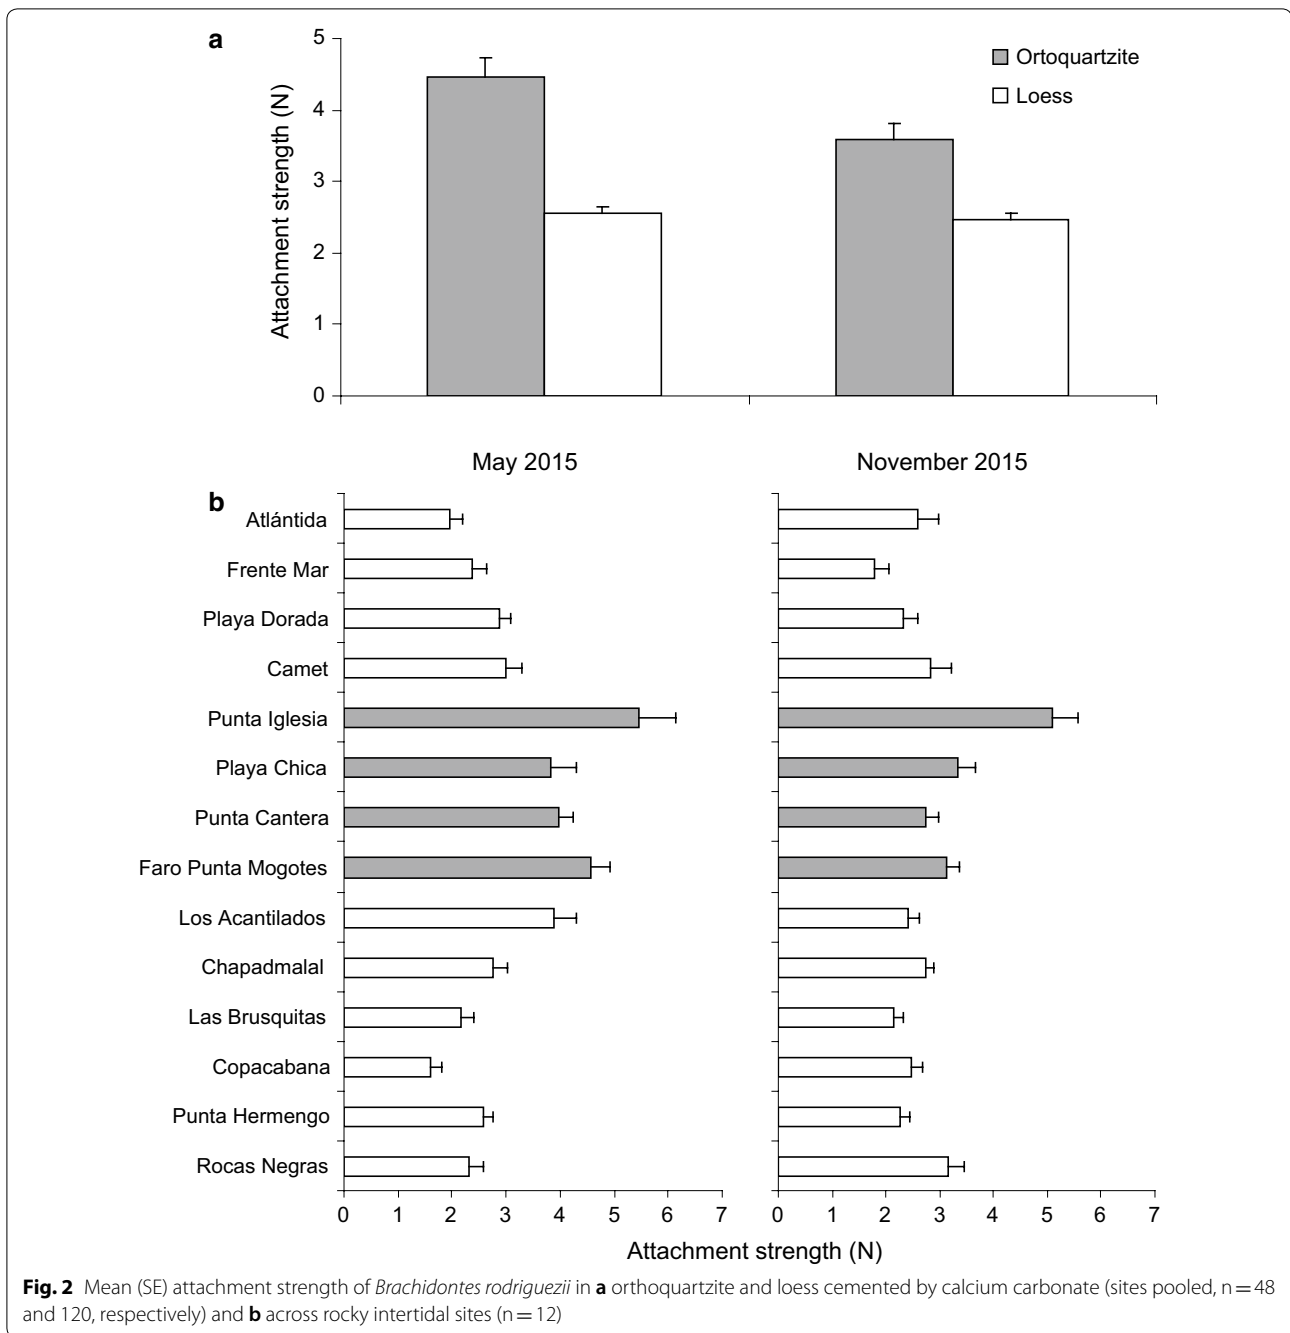 a
5
4
3
2
1
0
Attachment strength (N)
Ortoquartzite
Loess
May 2015
November 2015
b
Atlántida
Frente Mar
Playa Dorada
Camet
Punta Iglesia
Playa Chica
Punta Cantera
Faro Punta Mogotes
Los Acantilados
Chapadmalal
Las Brusquitas
Copacabana
Punta Hermengo
Rocas Negras
0 1 2 3 4 5 6 7
0 1 2 3 4 5 6 7
Attachment strength (N)
Fig. 2 Mean (SE) attachment strength of Brachidontes rodriguezii in a orthoquartzite and loess cemented by calcium carbonate (sites pooled, n = 48
and 120, respectively) and b across rocky intertidal sites (n = 12)